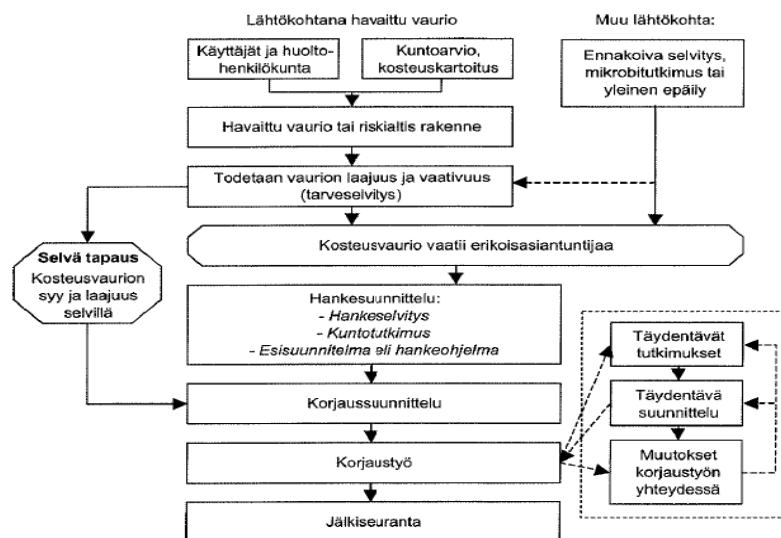 Lähtökohtana havaittu vaurio
Muu lähtökohta:
Käyttäjät ja huolto-
henkilökunta
Kuntoarvio,
kosteuskartoitus
Ennakoiva selvitys,
mikrobitutkimus tai
yleinen epäily
Havaittu vaurio tai riskialtis rakenne
Todetaan vaurion laajuus ja vaativuus
(tarveselvitys)
Kosteusvaurio vaatii erikoisasiantuntijaa
Selvä tapaus
Kosteusvaurion
syy ja laajuus
selvillä
Hankesuunnittelu:
- Hankeselvitys
- Kuntotutkimus
- Esisuunnitelma eli hankeohjelma
Täydentävät
tutkimukset
Korjaussuunnittelu
Täydentävä
suunnittelu
Korjaustyö
Muutokset
korjaustyön
yhteydessä
Jälkiseuranta